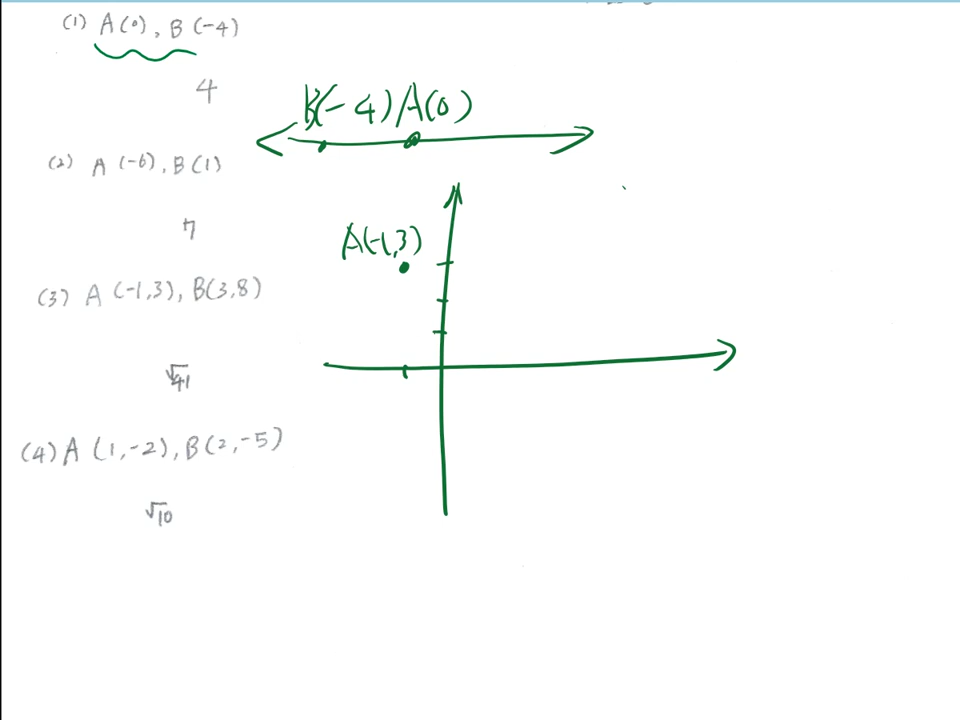 (1) A(0), B(-4)
4
B(-4) A(0)
(2) A(-6), B(1)
7
A(-1,3)
(3) A(-1,3), B(3,8)
√41
(4) A(1,-2), B(2,-5)
√10